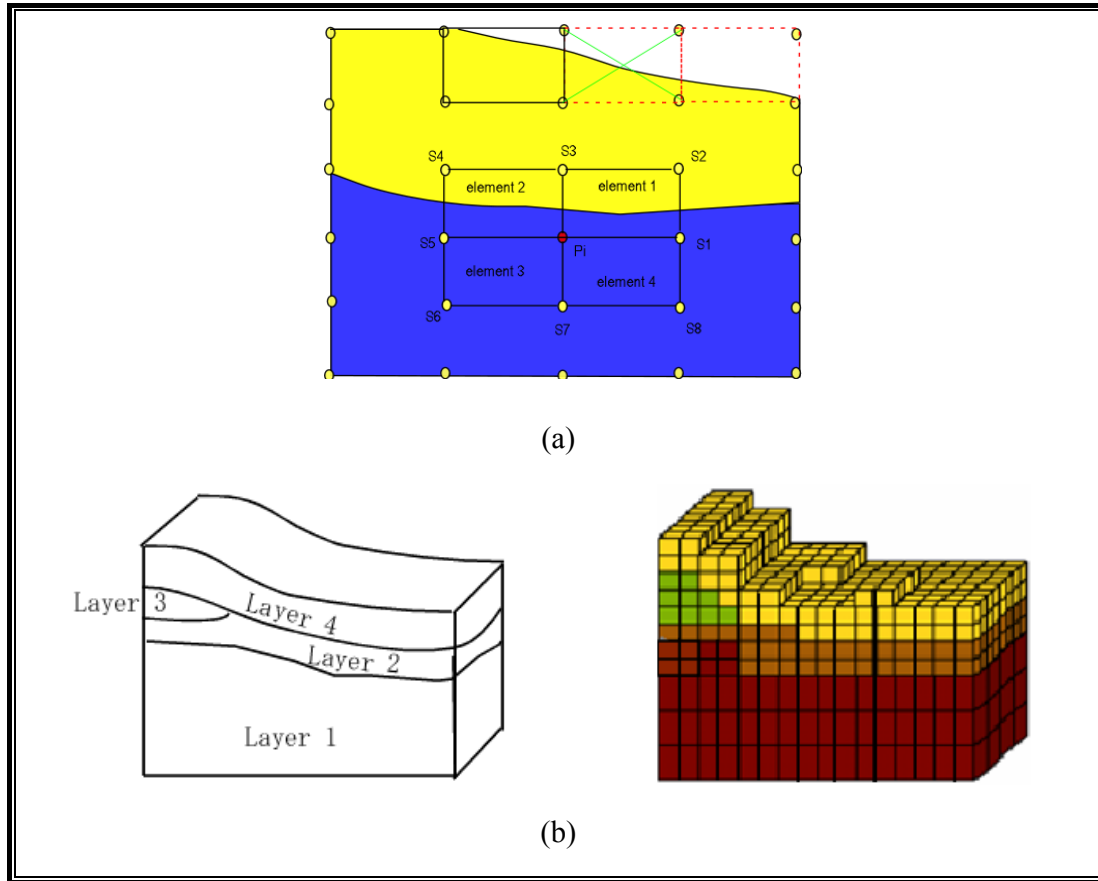 S4 S3 S2
element 2 element 1
S5 Pi S1
element 3 element 4
S6 S7 S8
(a)
Layer 3
Layer 4
Layer 2
Layer 1
(b)